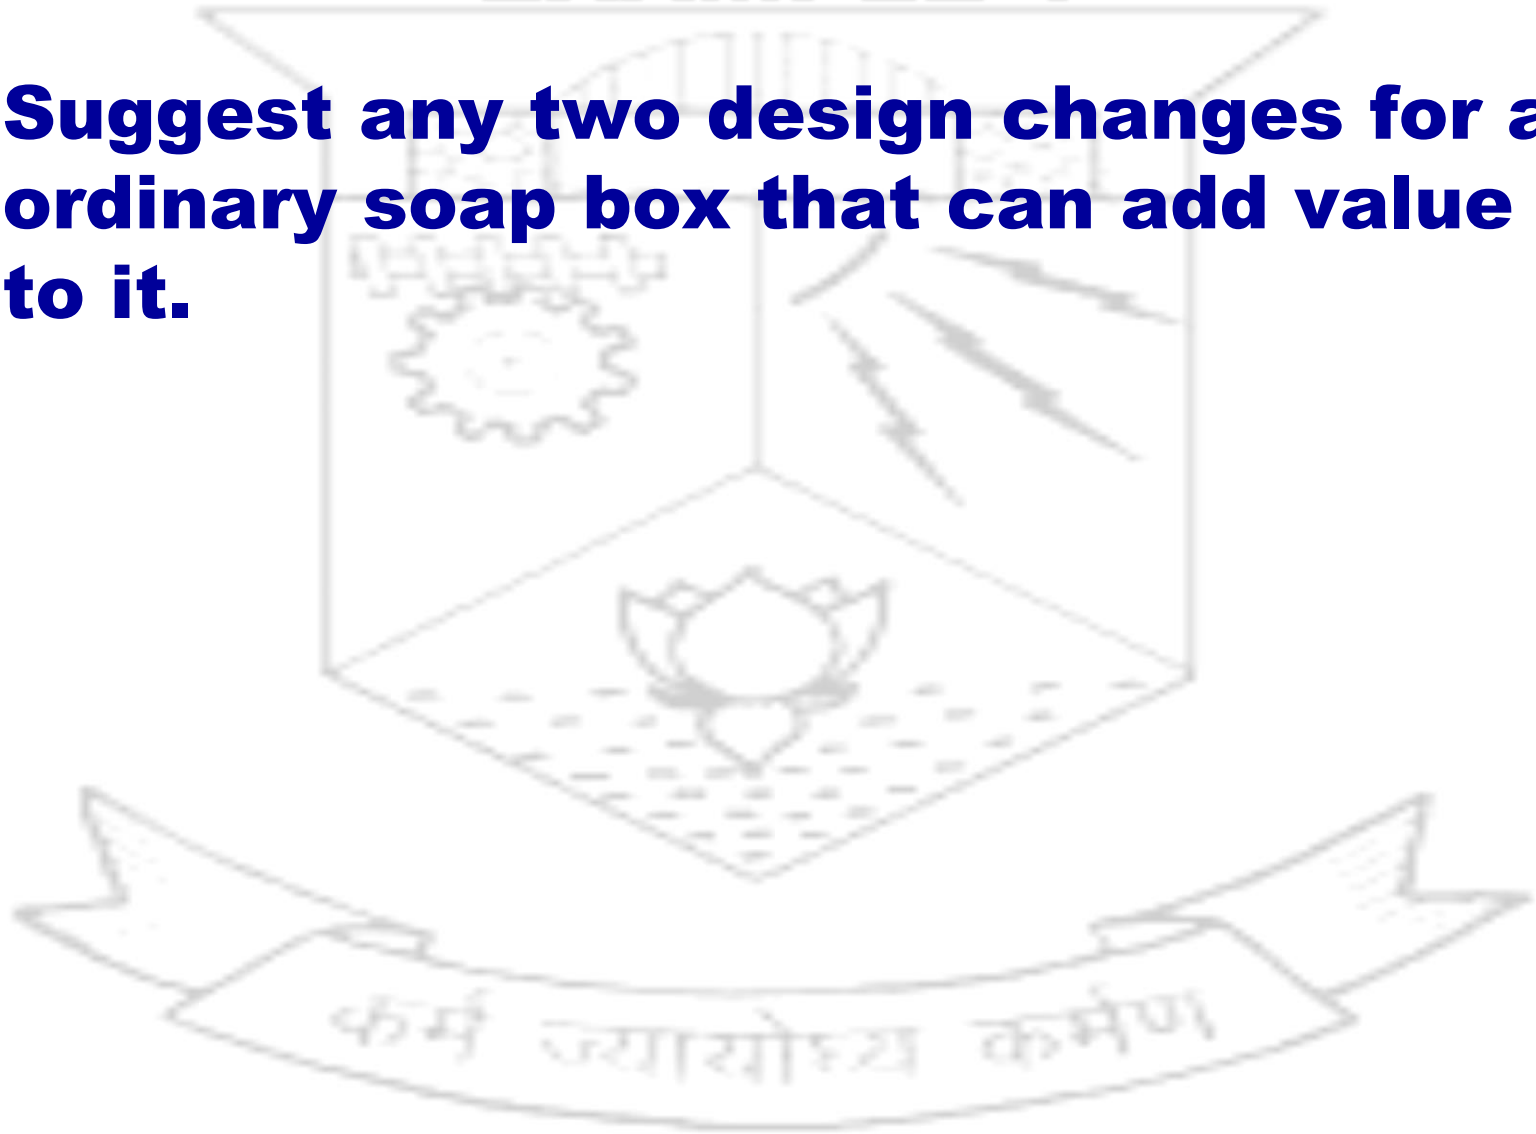 Suggest any two design changes for a
ordinary soap box that can add value
to it.
कर्म ज्यायोध्य कर्मण